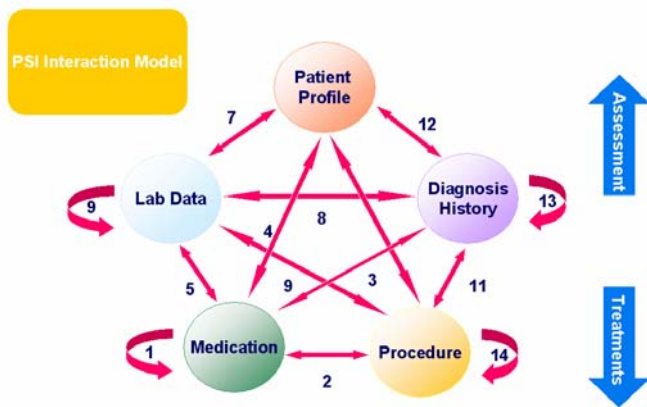 PSI Interaction Model
Patient
Profile
Assessment
7
12
Lab Data
Diagnosis
History
9
13
8
4
5
9
3
11
Treatments
Medication
Procedure
1
14
2